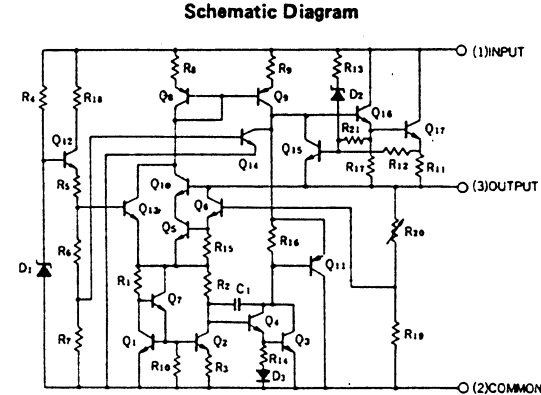 Schematic Diagram
(1)INPUT
R8 R9 R13
R4 R18 Q8 Q9 D2 Q16
Q12 R21 Q17
Q14 Q15 R17 R12 R11
R5 Q10 (3)OUTPUT
Q13 Q6
R6 Q5 R20
R15 R16
D1 R1 R2 Q11
Q7 C1
R7 Q4 R19
Q1 Q2 Q3
R10 R3 R14
D3
(2)COMMON